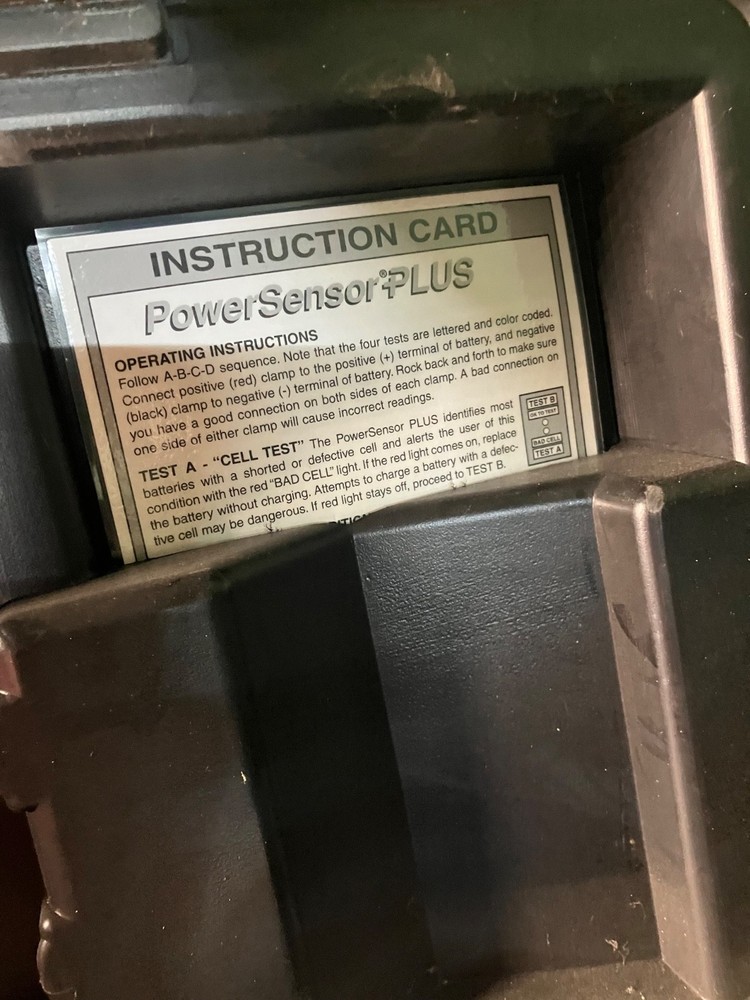 INSTRUCTION CARD
PowerSensor®PLUS
OPERATING INSTRUCTIONS
Follow A-B-C-D sequence. Note that the four tests are lettered and color coded.
Connect positive (red) clamp to the positive (+) terminal of battery, and negative
(black) clamp to negative (-) terminal of battery. Rock back and forth to make sure
you have a good connection on both sides of each clamp. A bad connection on
one side of either clamp will cause incorrect readings.
TEST A - “CELL TEST” The PowerSensor PLUS identifies most
batteries with a shorted or defective cell and alerts the user of this
condition with the red “BAD CELL” light. If the red light comes on, replace
the battery without charging. Attempts to charge a battery with a defec-
tive cell may be dangerous. If red light stays off, proceed to TEST B.
TEST B
OK TO TEST
BAD CELL
TEST A